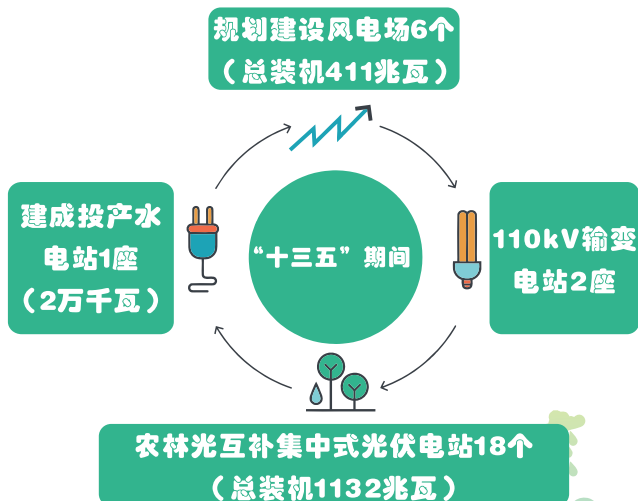 规划建设风电场6个
（总装机411兆瓦）
建成投产水
电站1座
（2万千瓦）
“十三五”期间
110kV输变
电站2座
农林光互补集中式光伏电站18个
（总装机1132兆瓦）